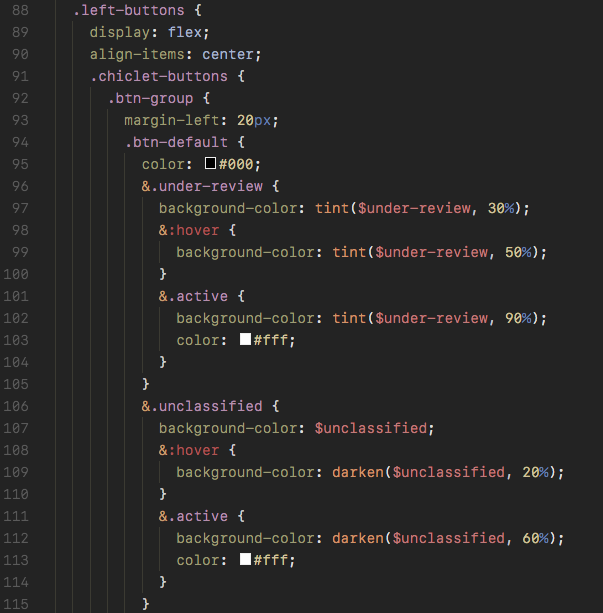 88 .left-buttons {
89 display: flex;
90 align-items: center;
91 .chiclet-buttons {
92 .btn-group {
93 margin-left: 20px;
94 .btn-default {
95 color: #000;
96 &.under-review {
97 background-color: tint($under-review, 30%);
98 &:hover {
99 background-color: tint($under-review, 50%);
100 }
101 &.active {
102 background-color: tint($under-review, 90%);
103 color: #fff;
104 }
105 }
106 &.unclassified {
107 background-color: $unclassified;
108 &:hover {
109 background-color: darken($unclassified, 20%);
110 }
111 &.active {
112 background-color: darken($unclassified, 60%);
113 color: #fff;
114 }
115 }